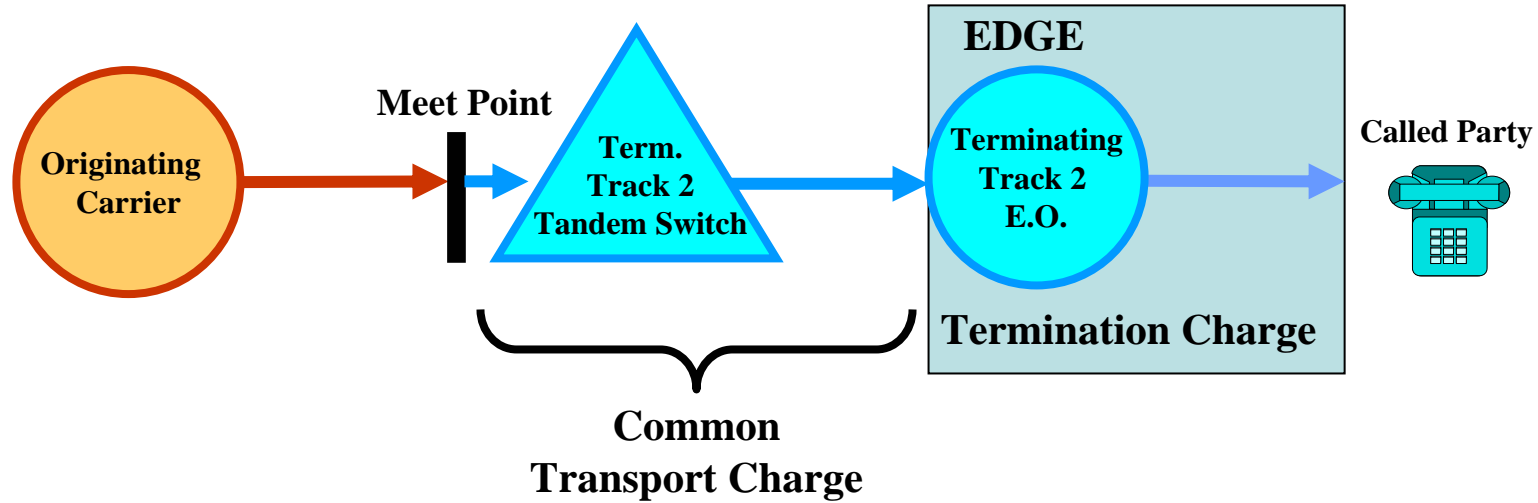 Originating
Carrier
Meet Point
Term.
Track 2
Tandem Switch
EDGE
Terminating
Track 2
E.O.
Termination Charge
Called Party
Common
Transport Charge